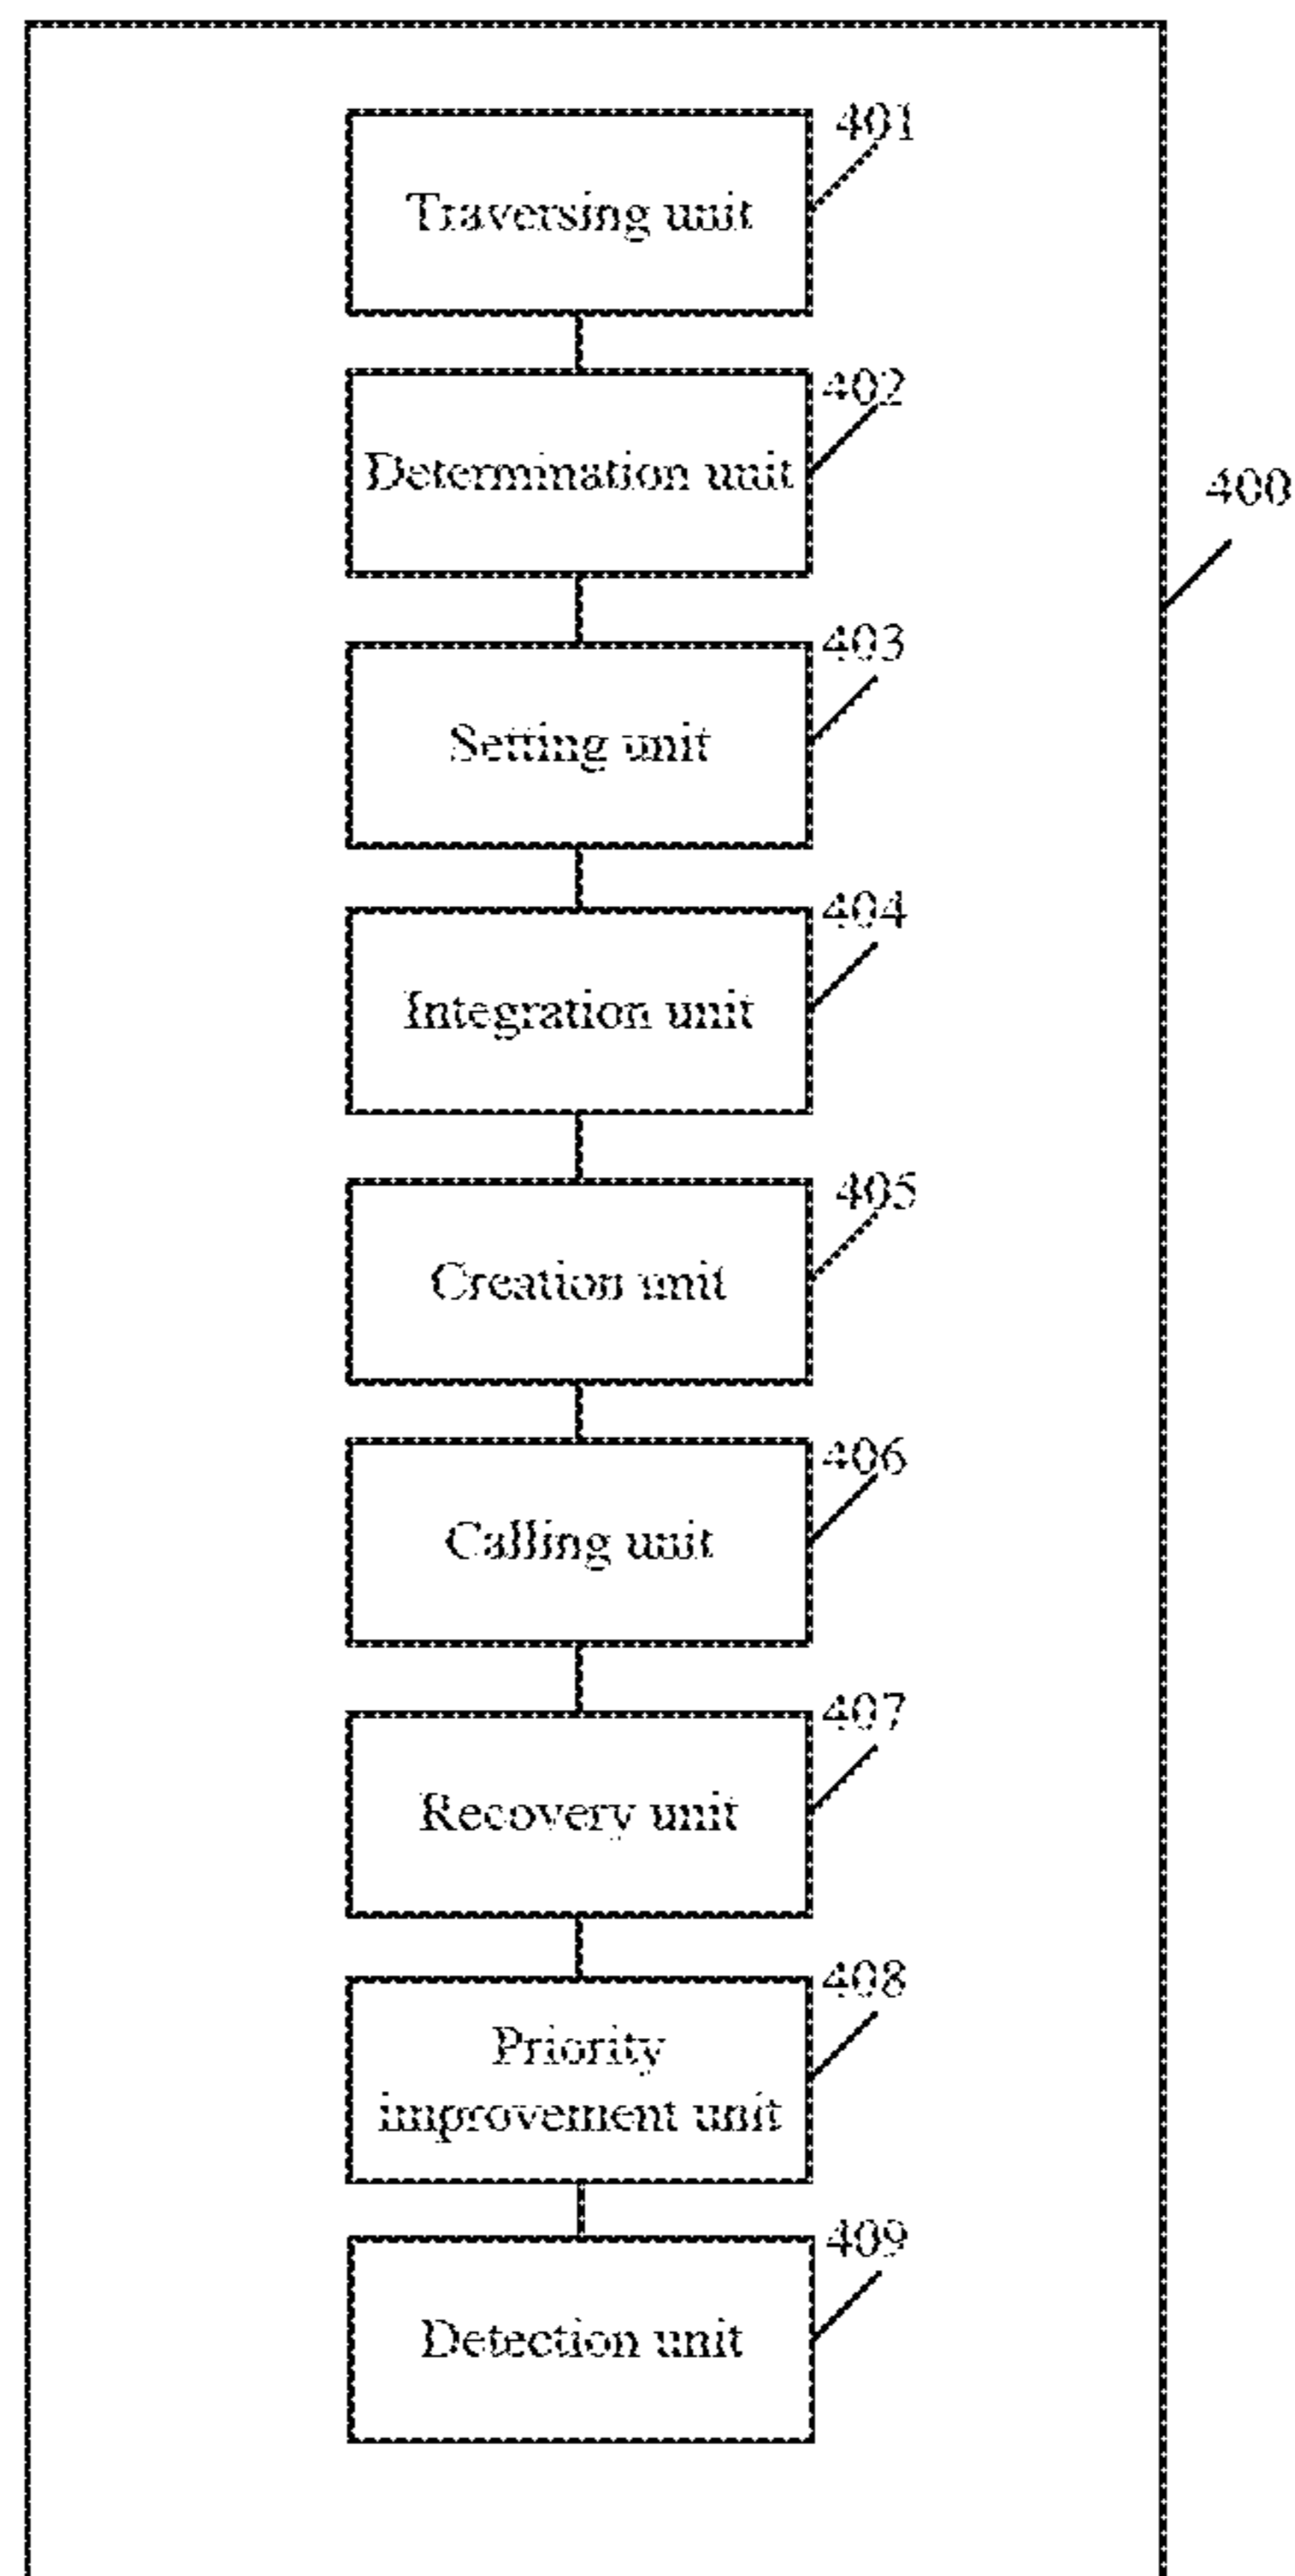 401
Traversing unit
402
Determination unit
400
403
Setting unit
404
Integration unit
405
Creation unit
406
Calling unit
407
Recovery unit
408
Priority
improvement unit
409
Detection unit